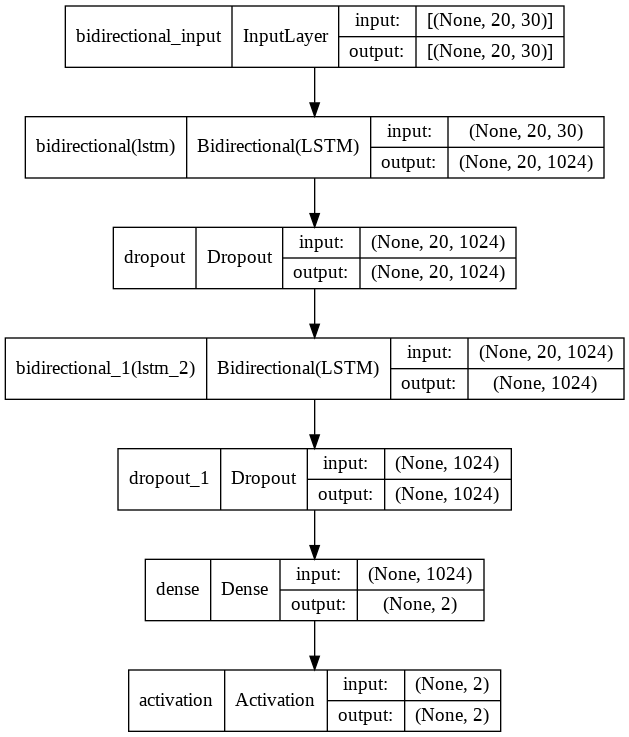 bidirectional_input InputLayer input: [(None, 20, 30)]
output: [(None, 20, 30)]
bidirectional(lstm) Bidirectional(LSTM) input: (None, 20, 30)
output: (None, 20, 1024)
dropout Dropout input: (None, 20, 1024)
output: (None, 20, 1024)
bidirectional_1(lstm_2) Bidirectional(LSTM) input: (None, 20, 1024)
output: (None, 1024)
dropout_1 Dropout input: (None, 1024)
output: (None, 1024)
dense Dense input: (None, 1024)
output: (None, 2)
activation Activation input: (None, 2)
output: (None, 2)